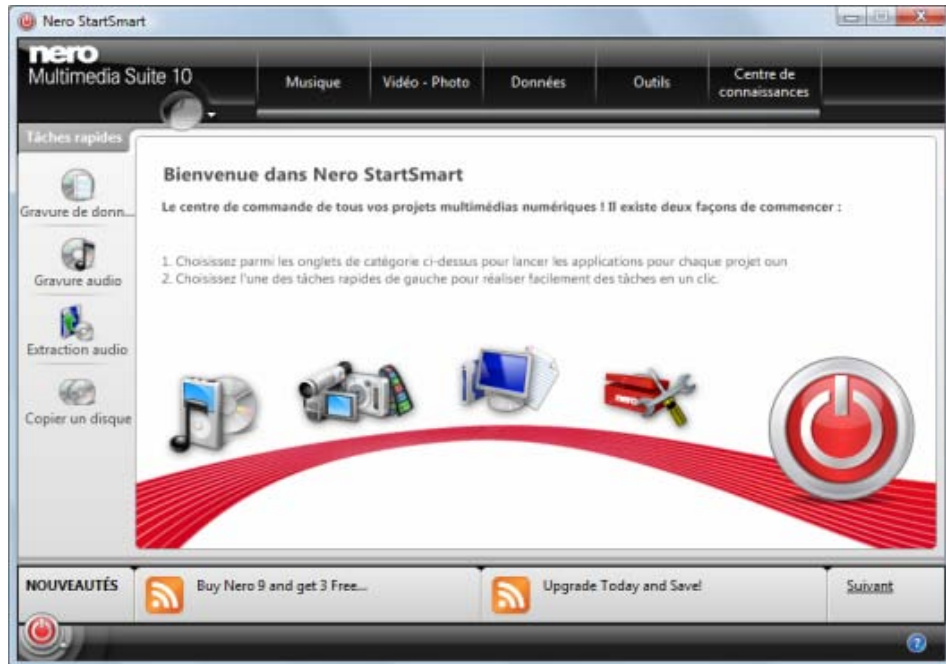 Nero StartSmart
nero
Multimedia Suite 10
Musique
Vidéo - Photo
Données
Outils
Centre de
connaissances
Tâches rapides
Gravure de donn...
Gravure audio
Extraction audio
Copier un disque
Bienvenue dans Nero StartSmart
Le centre de commande de tous vos projets multimédias numériques ! Il existe deux façons de commencer :
1. Choisissez parmi les onglets de catégorie ci-dessus pour lancer les applications pour chaque projet oun
2. Choisissez l'une des tâches rapides de gauche pour réaliser facilement des tâches en un clic.
nero
NOUVEAUTÉS
Buy Nero 9 and get 3 Free...
Upgrade Today and Save!
Suivant
?